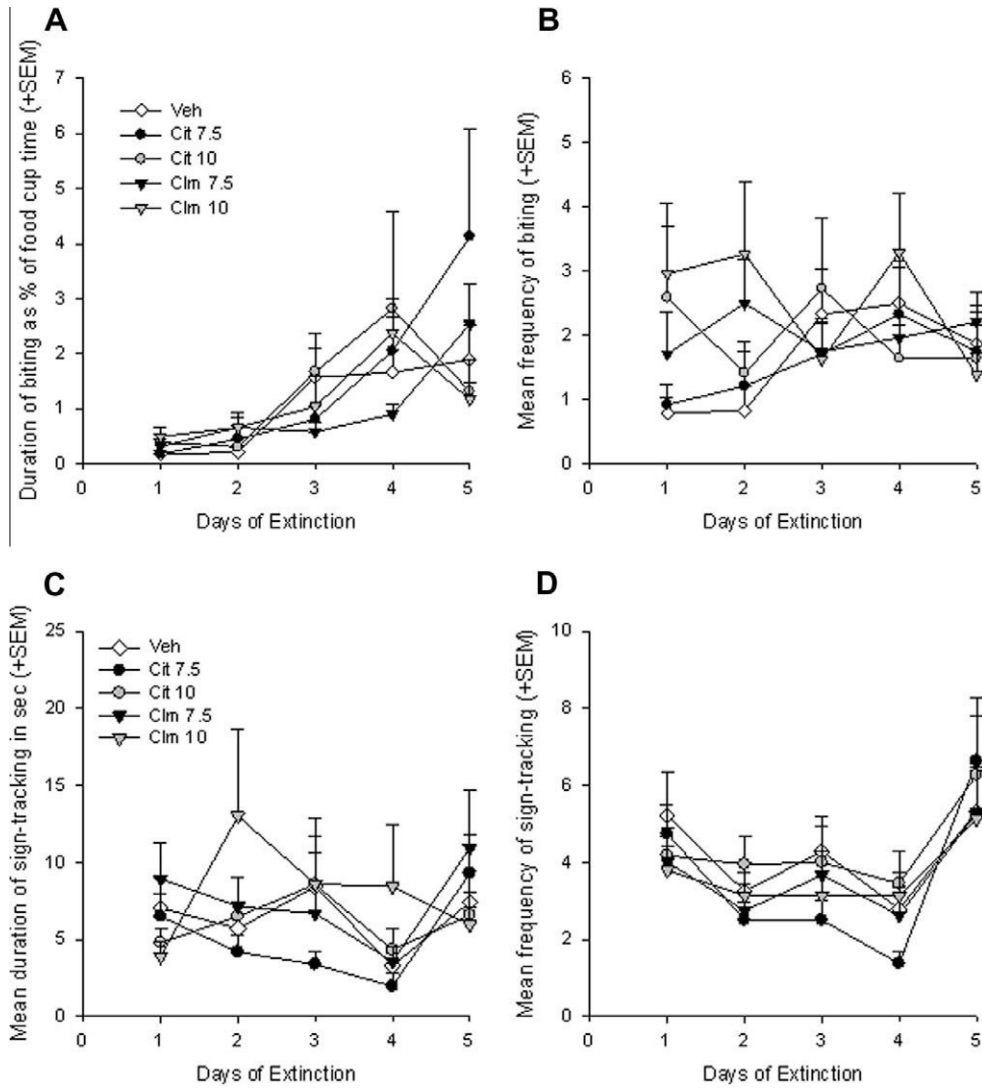 A
Duration of biting as % of food cup time (+SEM)
7
6
5
4
3
2
1
0
Veh
Cit 7.5
Cit 10
Clm 7.5
Clm 10
0 1 2 3 4 5
Days of Extinction
B
Mean frequency of biting (+SEM)
6
5
4
3
2
1
0
0 1 2 3 4 5
Days of Extinction
C
Mean duration of sign-tracking in sec (+SEM)
25
20
15
10
5
0
Veh
Cit 7.5
Cit 10
Clm 7.5
Clm 10
0 1 2 3 4 5
Days of Extinction
D
Mean frequency of sign-tracking (+SEM)
10
8
6
4
2
0
0 1 2 3 4 5
Days of Extinction